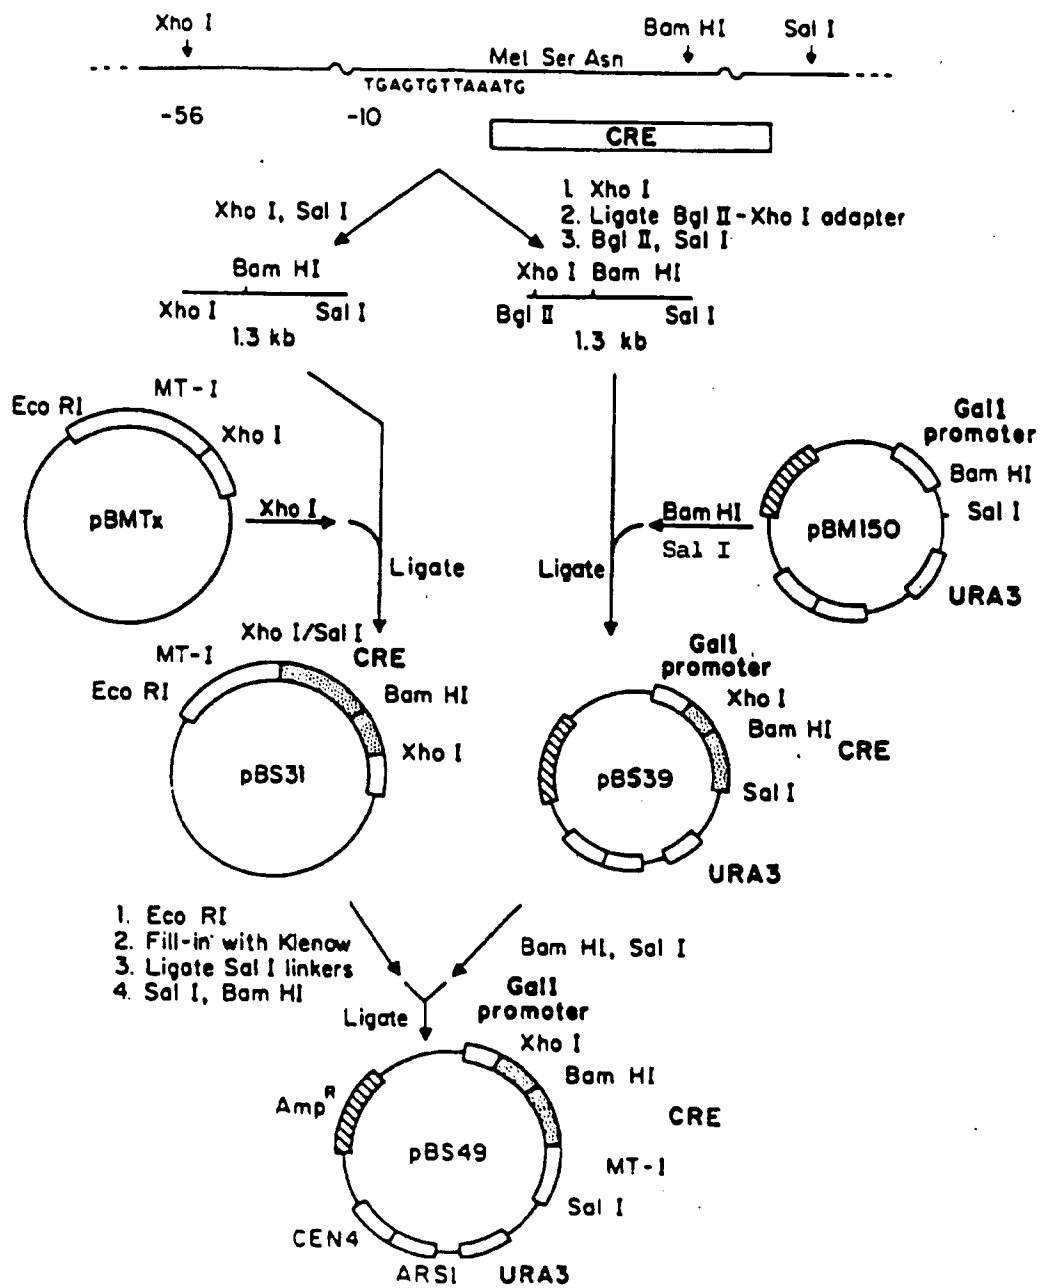 Xho I
Bam HI
Sal I
Met Ser Asn
TGAGTGTTAAATG
-56
-10
CRE
Xho I, Sal I
1. Xho I
2. Ligate Bgl II-Xho I adapter
3. Bgl II, Sal I
Bam HI
Xho I Sal I
1.3 kb
Xho I Bam HI
Bgl II Sal I
1.3 kb
MT-I
Eco RI
Xho I
pBMTx
Xho I
Ligate
Gal1
promoter
Bam HI
Sal I
pBM150
URA3
Bam HI
Sal I
Ligate
Xho I/Sal I
MT-I
CRE
Eco RI
Bam HI
Xho I
pBS31
Gal1
promoter
Xho I
Bam HI
CRE
pBS39
Sal I
URA3
1. Eco RI
2. Fill-in with Klenow
3. Ligate Sal I linkers
4. Sal I, Bam HI
Bam HI, Sal I
Ligate
Gal1
promoter
Xho I
Bam HI
Amp R
CRE
pBS49
MT-I
Sal I
CEN4
ARS1
URA3